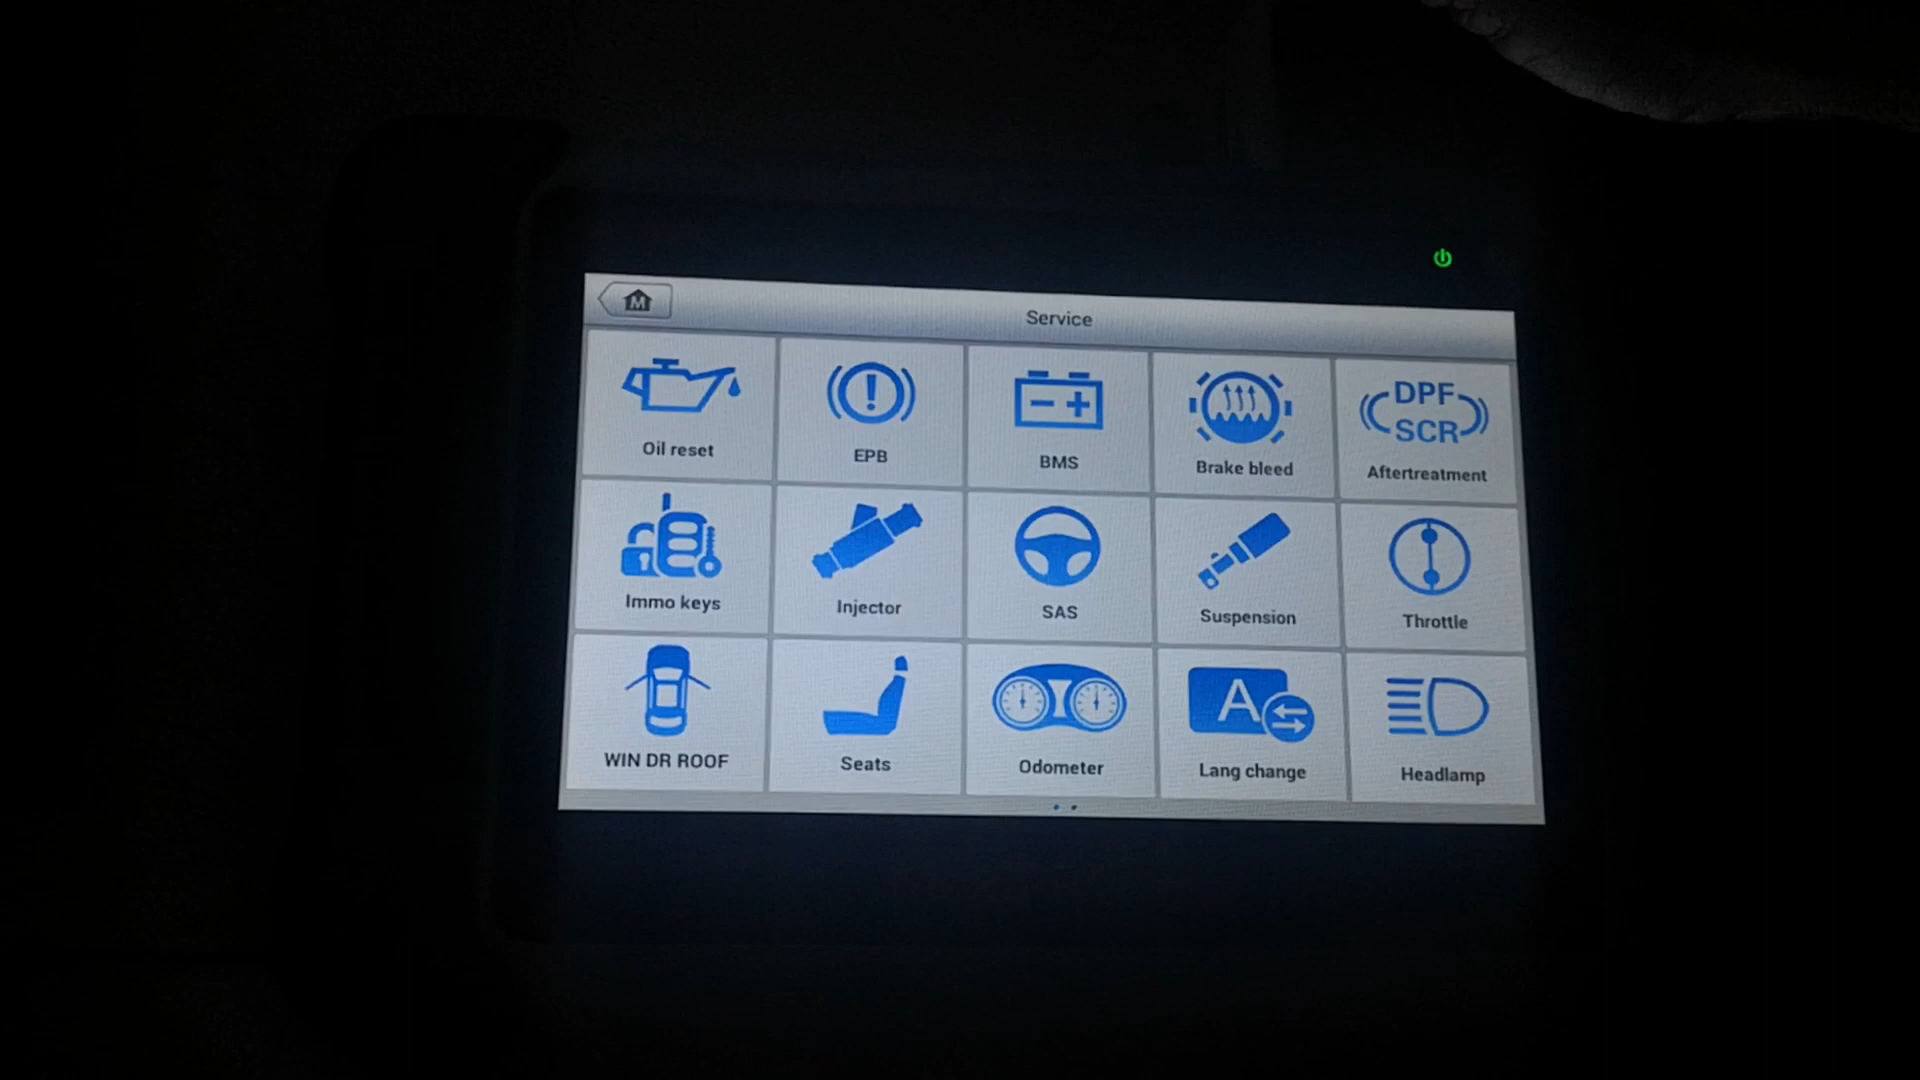 M
Service
Oil reset
EPB
BMS
Brake bleed
DPF
SCR
Aftertreatment
Immo keys
Injector
SAS
Suspension
Throttle
WIN DR ROOF
Seats
Odometer
A
Lang change
Headlamp